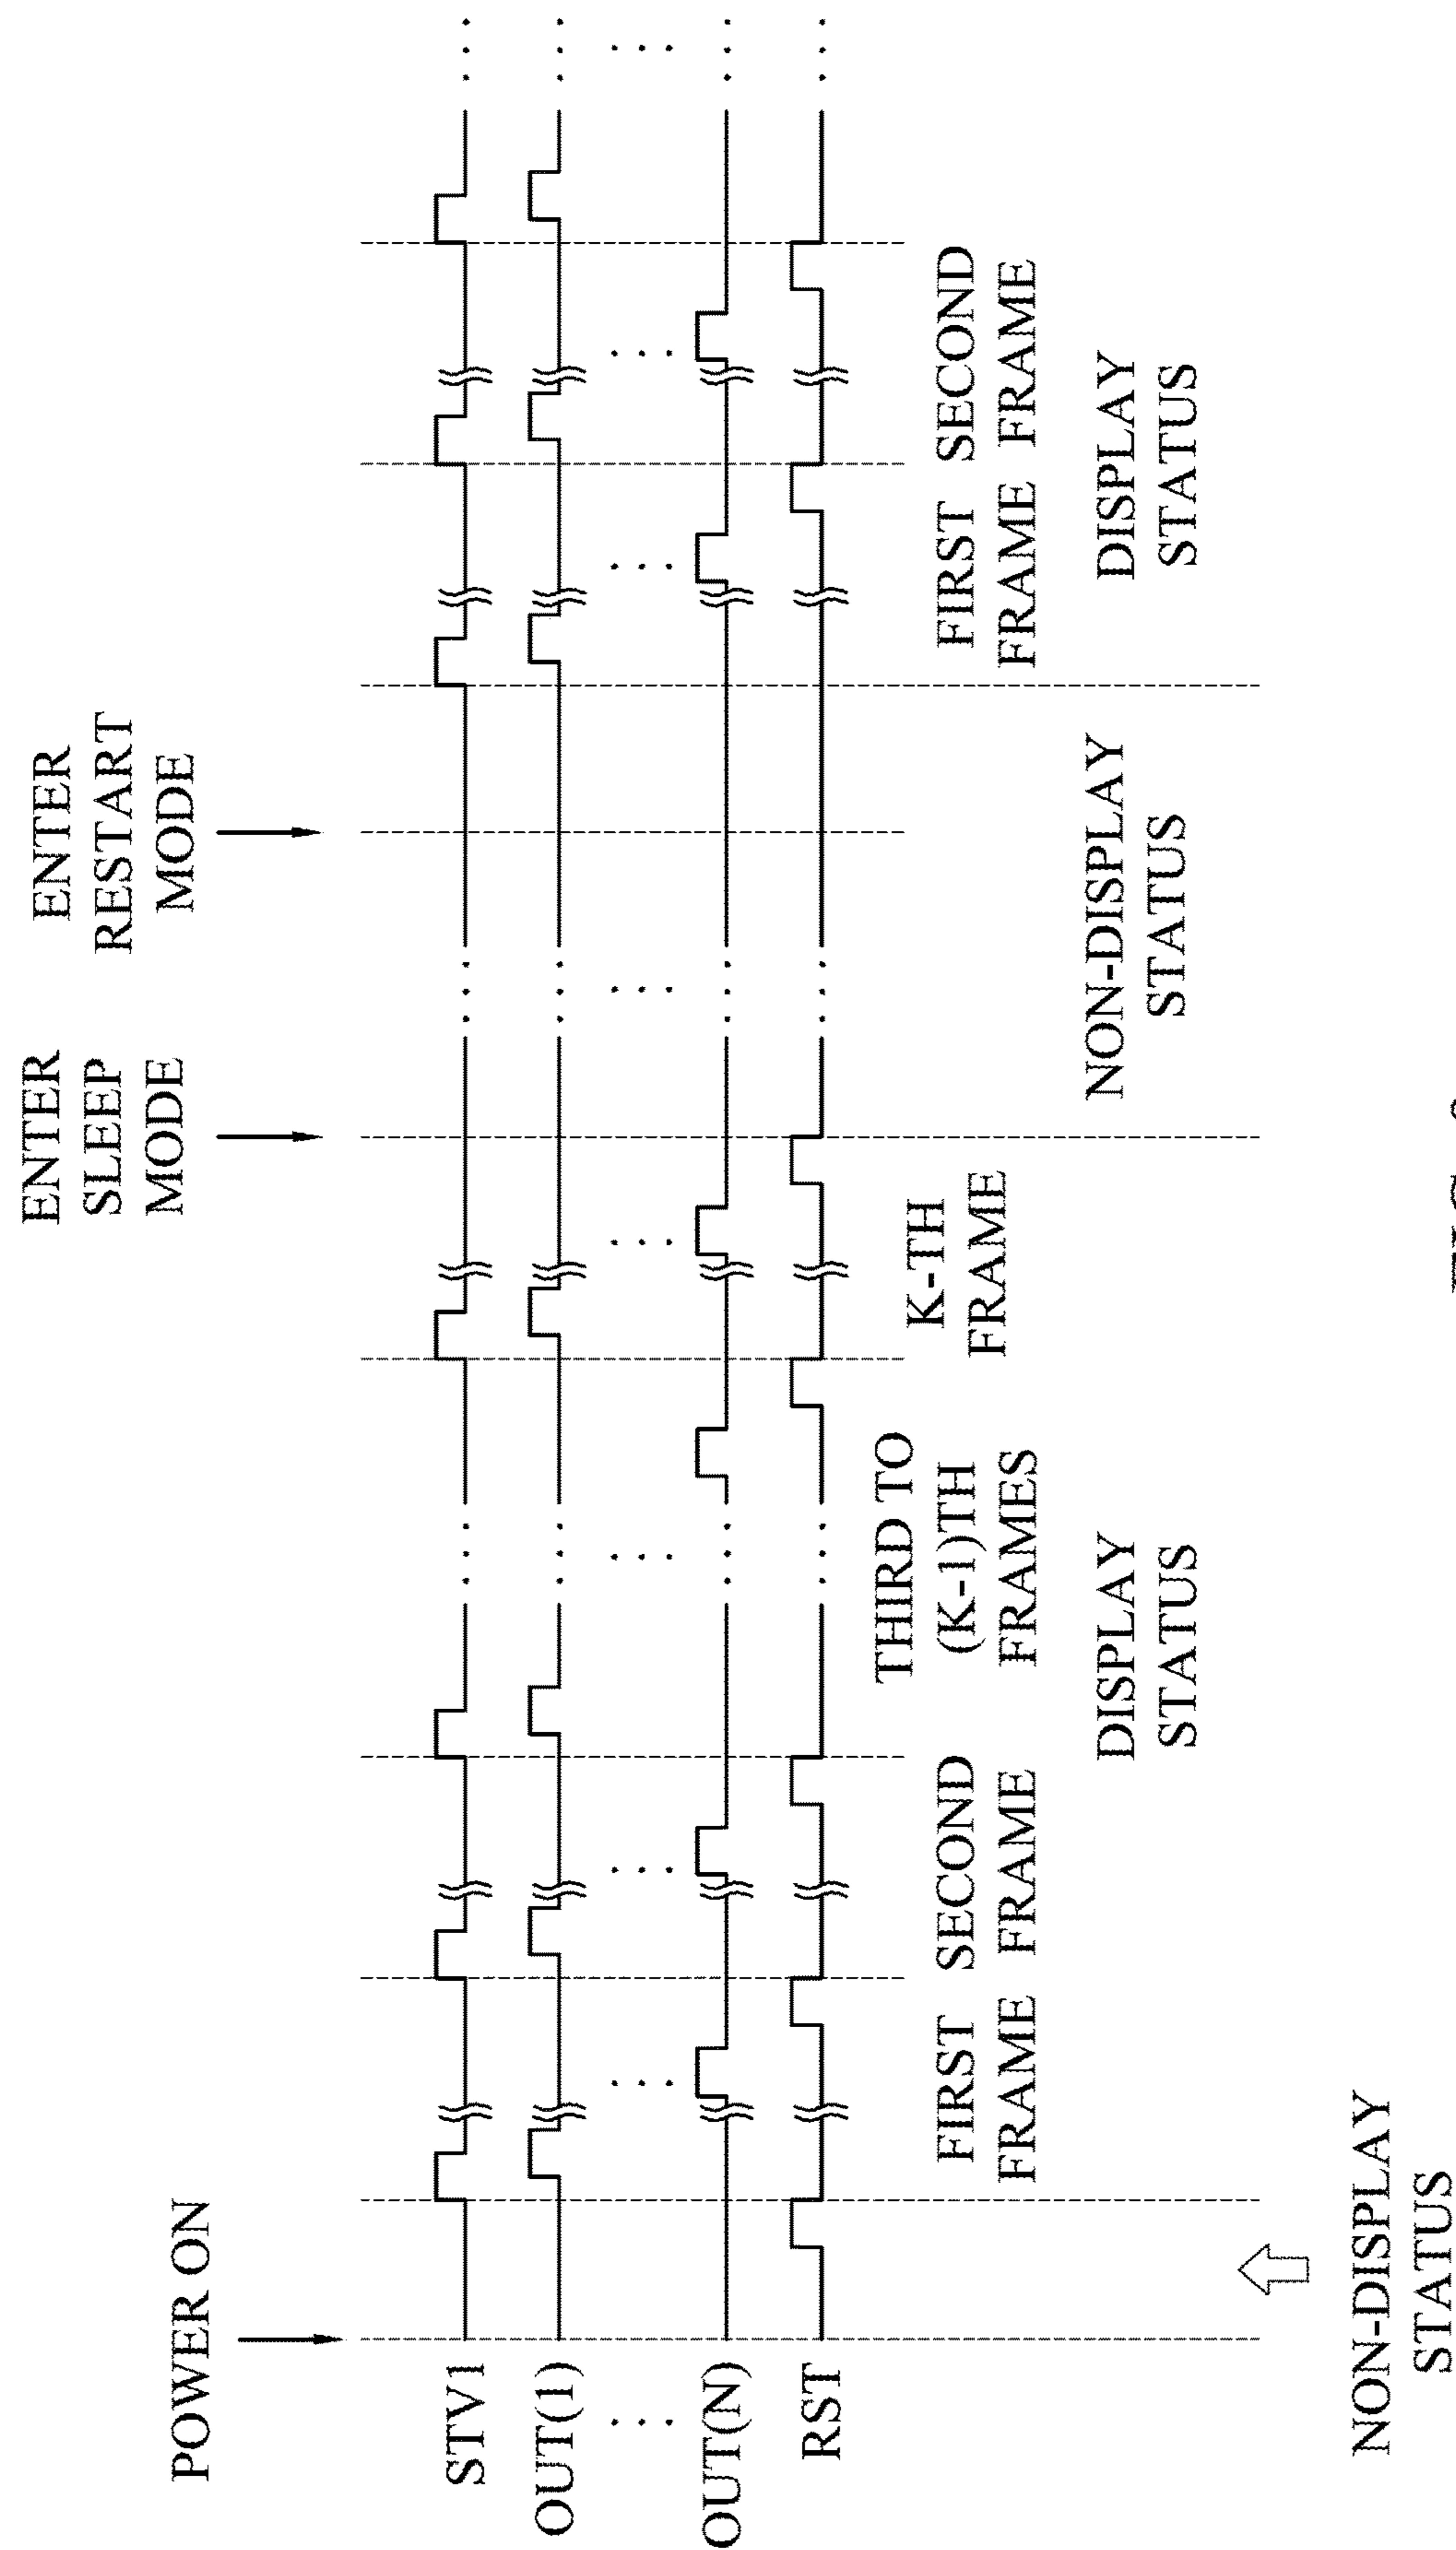 POWER ON
ENTER
SLEEP
MODE
ENTER
RESTART
MODE
STV1
OUT(1)
OUT(N)
RST
FIRST
FRAME
SECOND
FRAME
THIRD TO
(K-1)TH
FRAMES
K-TH
FRAME
FIRST
FRAME
SECOND
FRAME
NON-DISPLAY
STATUS
DISPLAY
STATUS
NON-DISPLAY
STATUS
DISPLAY
STATUS